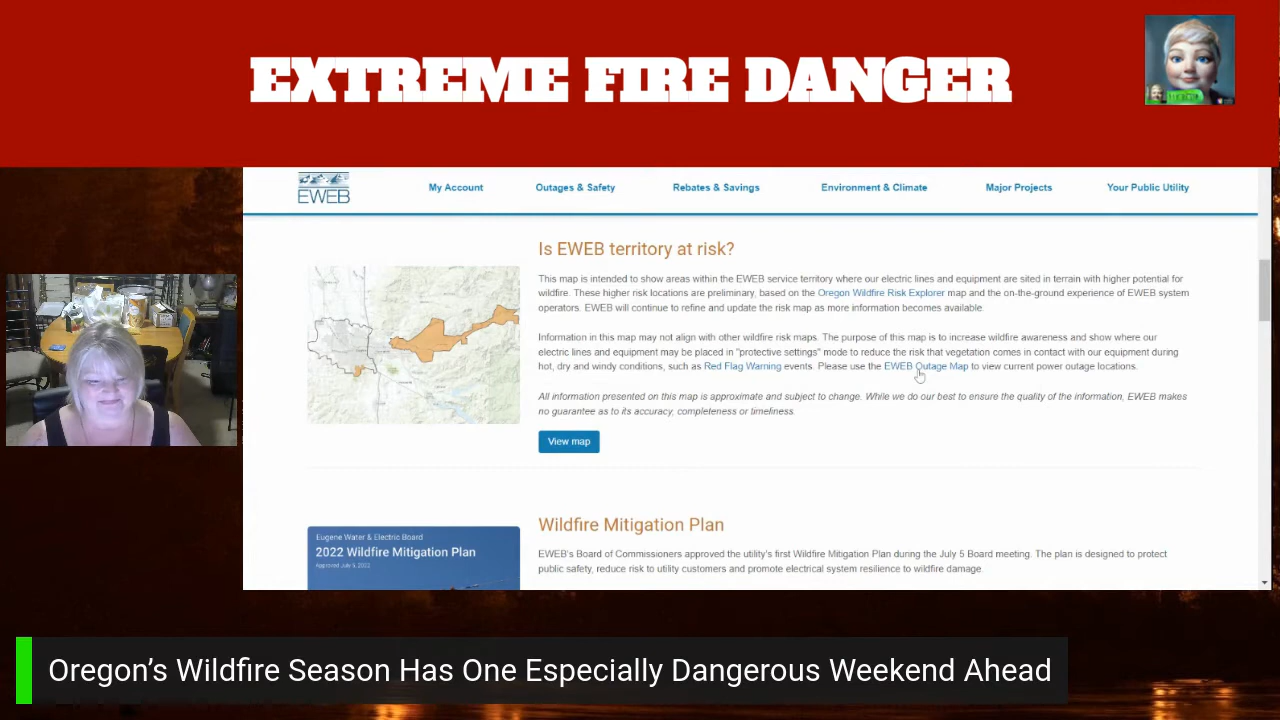 EXTREME FIRE DANGER
EWEB
My Account
Outages & Safety
Rebates & Savings
Environment & Climate
Major Projects
Your Public Utility
Is EWEB territory at risk?
This map is intended to show areas within the EWEB service territory where our electric lines and equipment are sited in terrain with higher potential for
wildfire. These higher risk locations are preliminary, based on the Oregon Wildfire Risk Explorer map and the on-the-ground experience of EWEB system
operators. EWEB will continue to refine and update the risk map as more information becomes available.
Information in this map may not align with other wildfire risk maps. The purpose of this map is to increase wildfire awareness and show where our
electric lines and equipment may be placed in "protective settings" mode to reduce the risk that vegetation comes in contact with our equipment during
hot, dry and windy conditions, such as Red Flag Warning events. Please use the EWEB Outage Map to view current power outage locations.
All information presented on this map is approximate and subject to change. While we do our best to ensure the quality of the information, EWEB makes
no guarantee as to its accuracy, completeness or timeliness.
View map
Wildfire Mitigation Plan
Eugene Water & Electric Board
2022 Wildfire Mitigation Plan
Approved July 5, 2022
EWEB's Board of Commissioners approved the utility's first Wildfire Mitigation Plan during the July 5 Board meeting. The plan is designed to protect
public safety, reduce risk to utility customers and promote electrical system resilience to wildfire damage.
Oregon's Wildfire Season Has One Especially Dangerous Weekend Ahead